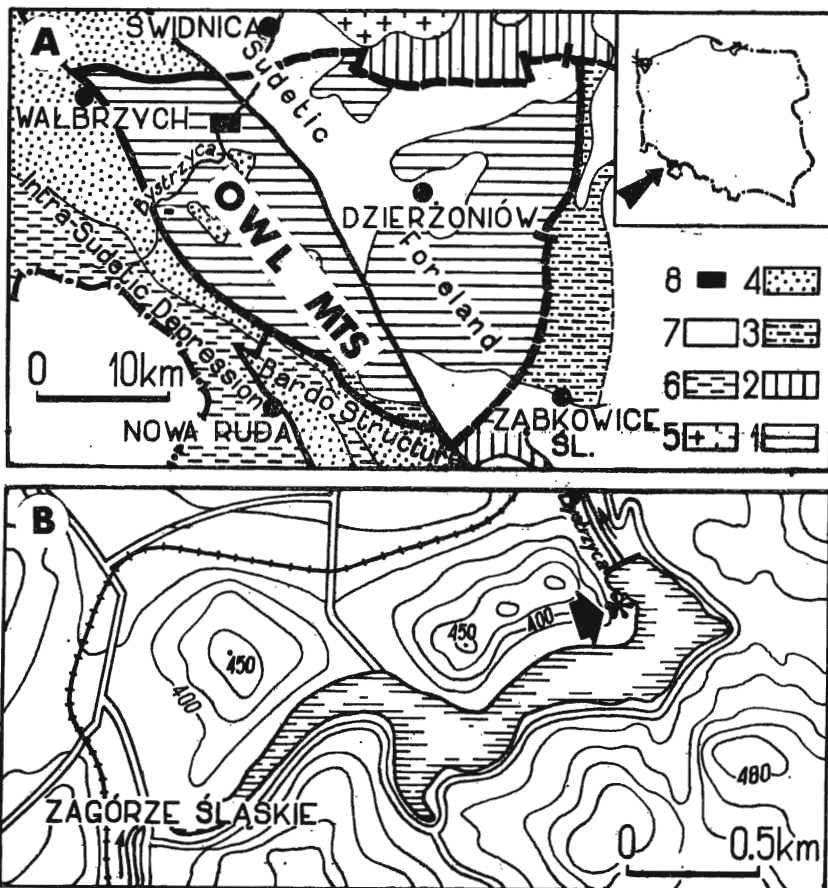 A
ŚWIDNICA
Sudetic
WAŁBRZYCH
Bystrzyca
OWL MTS
DZIERŻONIÓW
Foreland
Intra-Sudetic Depression
Bardo Structure
0 10km
NOWA RUDA
ZĄBKOWICE
ŚL.
8 4
7 3
6 2
5 1
B
Bystrzyca
450
400
450
400
480
ZAGÓRZE ŚLĄSKIE
0 0.5km